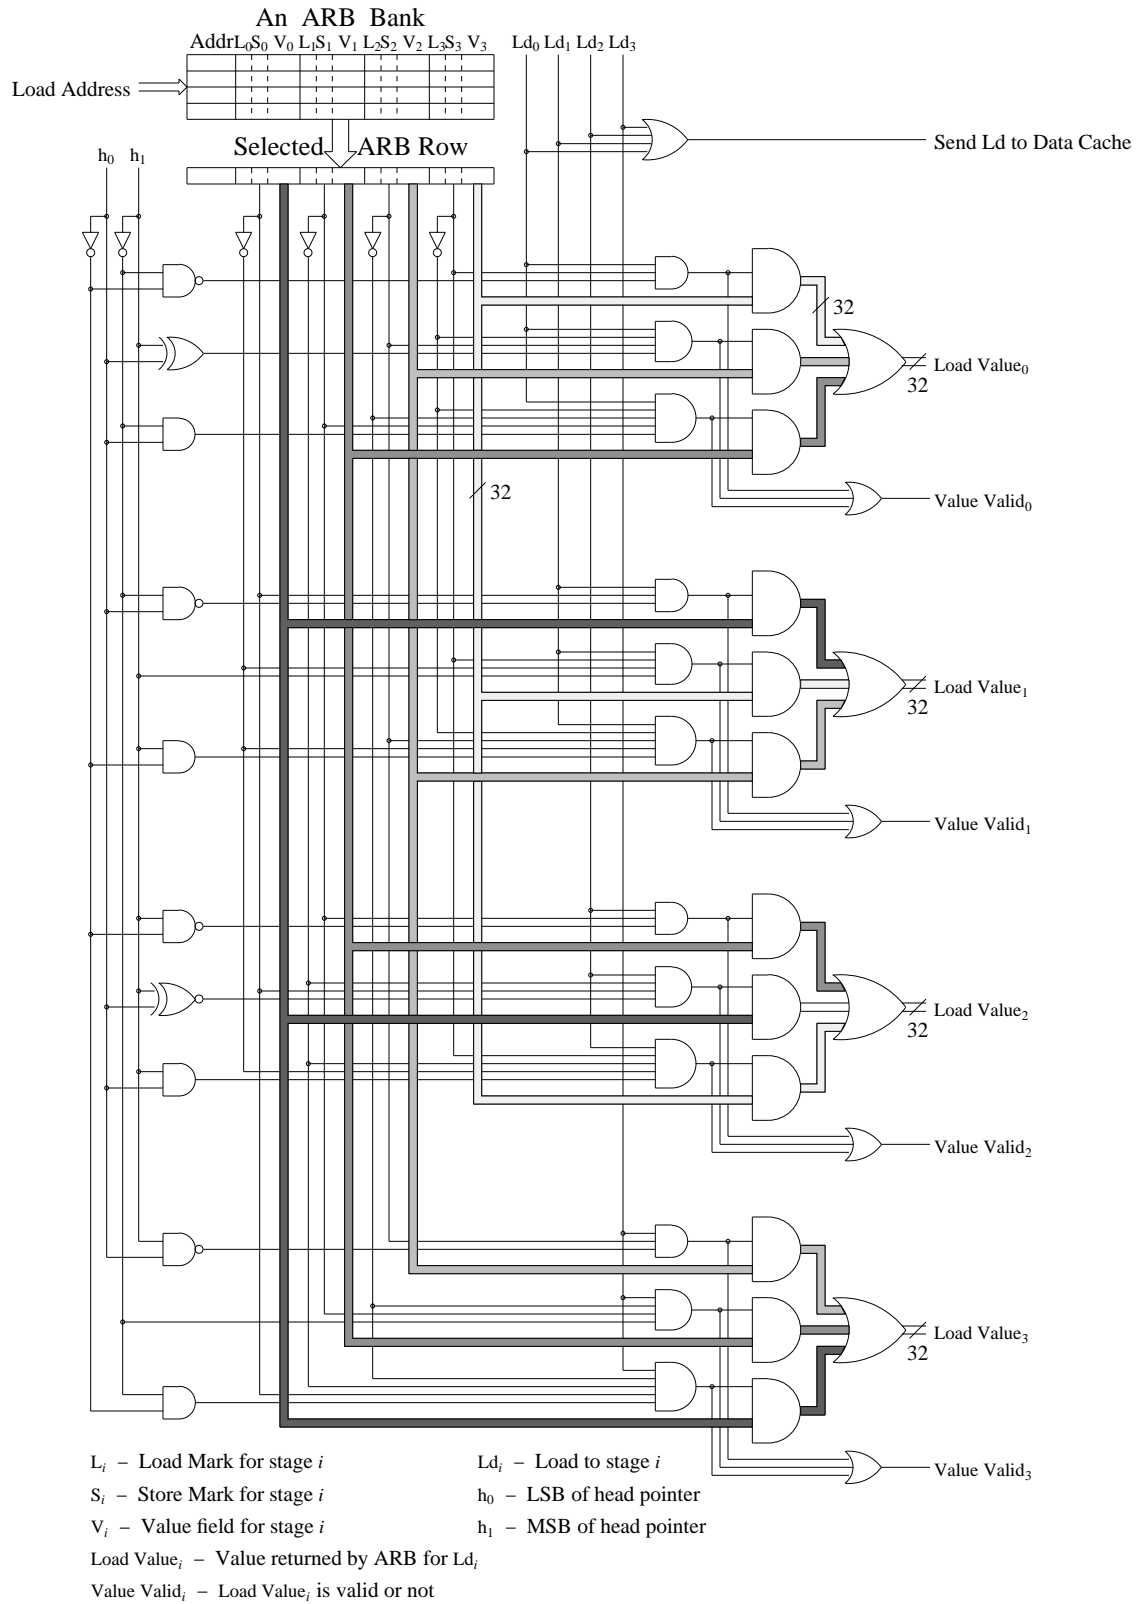 An ARB Bank
Addr L₀ S₀ V₀ L₁ S₁ V₁ L₂ S₂ V₂ L₃ S₃ V₃ Ld₀ Ld₁ Ld₂ Ld₃
Load Address
Send Ld to Data Cache
Selected ARB Row
h₀ h₁
32
Load Value₀
32
32
Value Valid₀
Load Value₁
32
Value Valid₁
Load Value₂
32
Value Valid₂
Load Value₃
32
Value Valid₃
Lᵢ – Load Mark for stage i
Ldᵢ – Load to stage i
Sᵢ – Store Mark for stage i
h₀ – LSB of head pointer
Vᵢ – Value field for stage i
h₁ – MSB of head pointer
Load Valueᵢ – Value returned by ARB for Ldᵢ
Value Validᵢ – Load Valueᵢ is valid or not